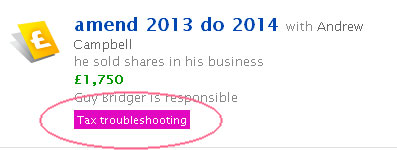 £
amend 2013 do 2014 with Andrew
Campbell
he sold shares in his business
£1,750
Guy Bridger is responsible
Tax troubleshooting